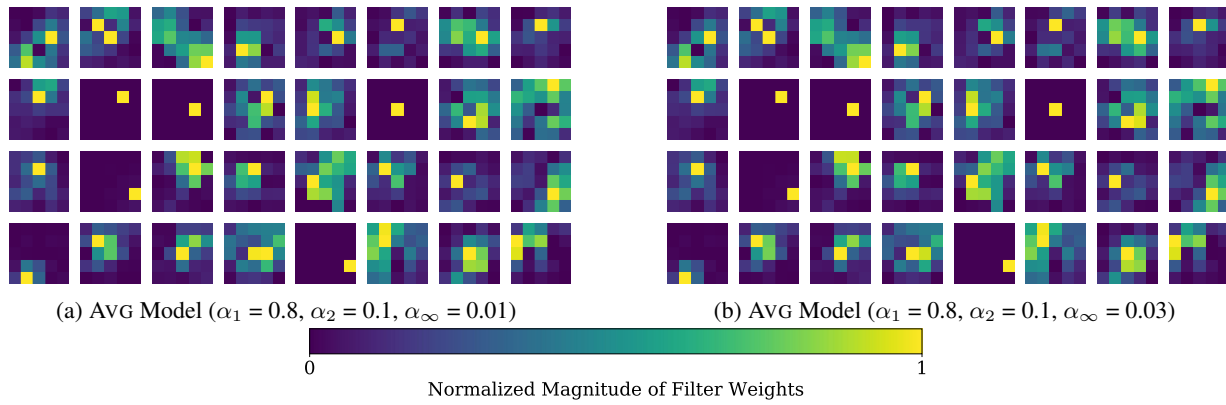 (a) AVG Model (α₁ = 0.8, α₂ = 0.1, α∞ = 0.01)
(b) AVG Model (α₁ = 0.8, α₂ = 0.1, α∞ = 0.03)
0 1
Normalized Magnitude of Filter Weights